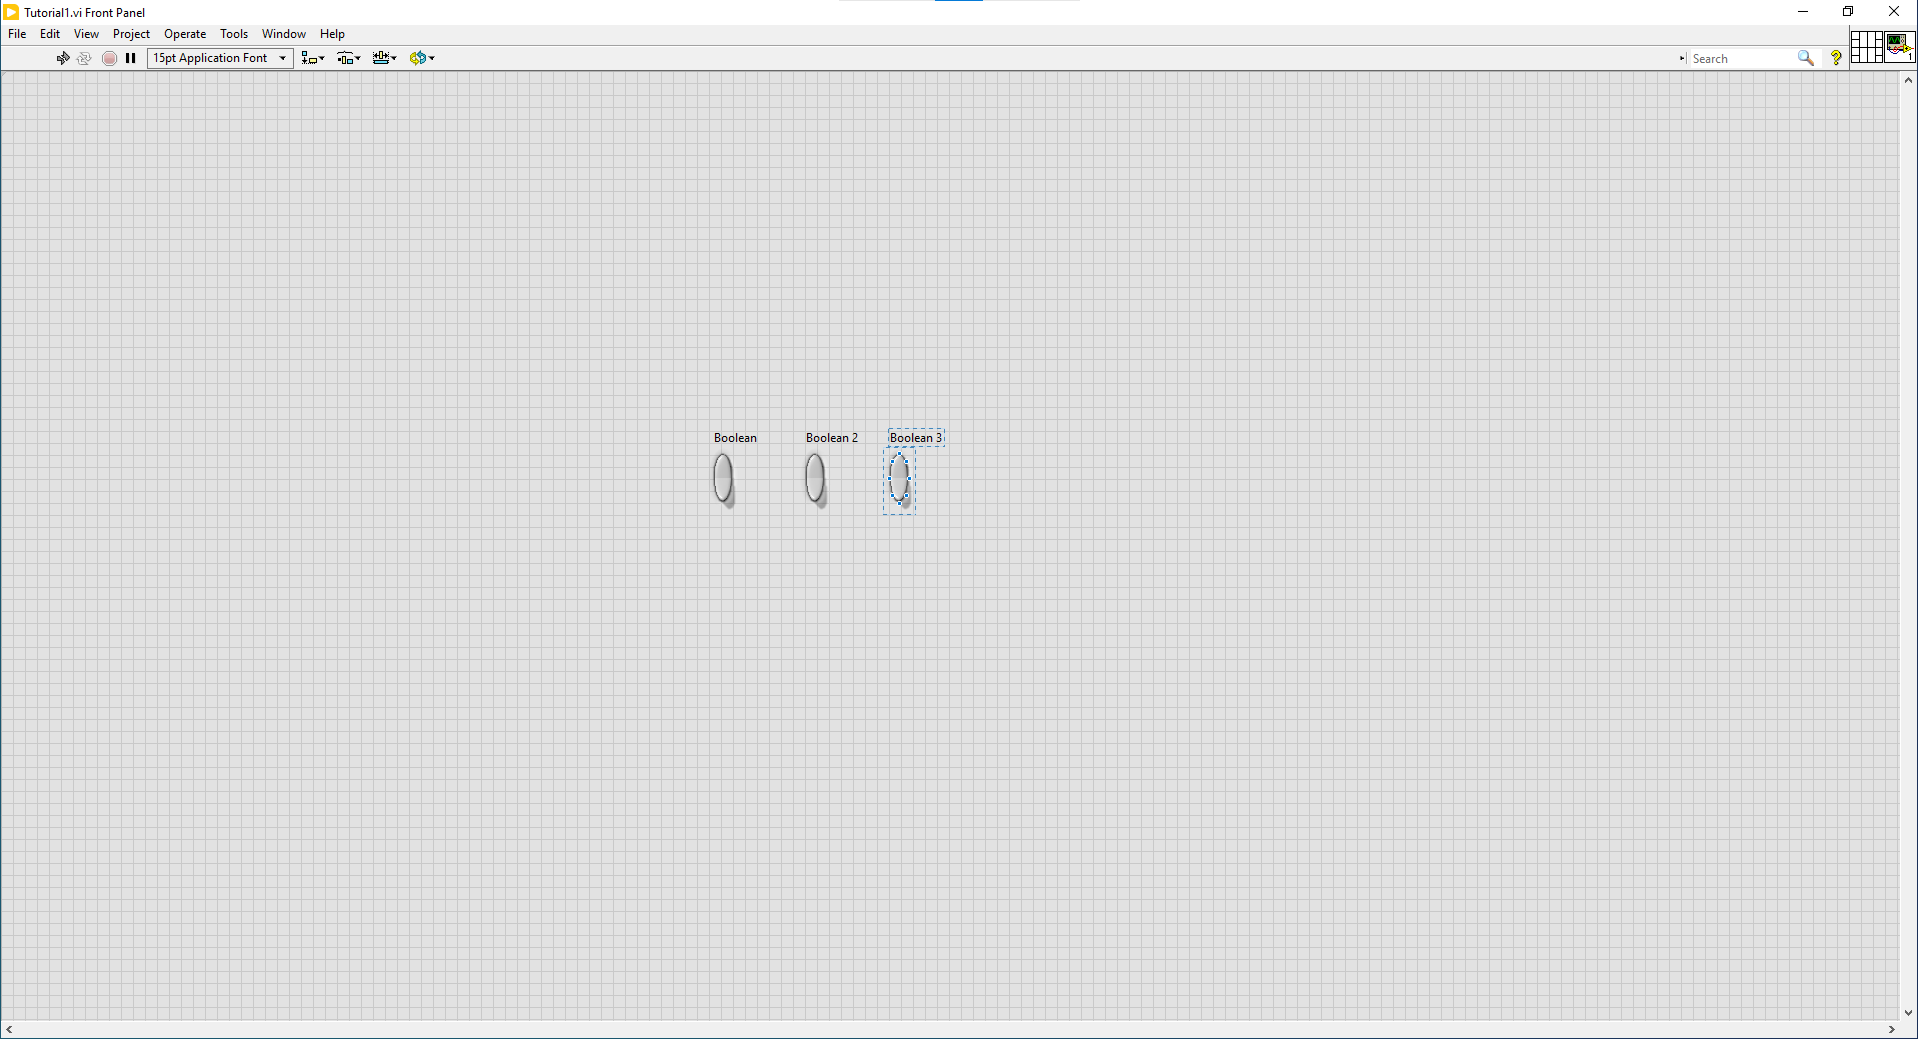 Tutorial1.vi Front Panel
File Edit View Project Operate Tools Window Help
15pt Application Font
Search
?
1
Boolean Boolean 2 Boolean 3